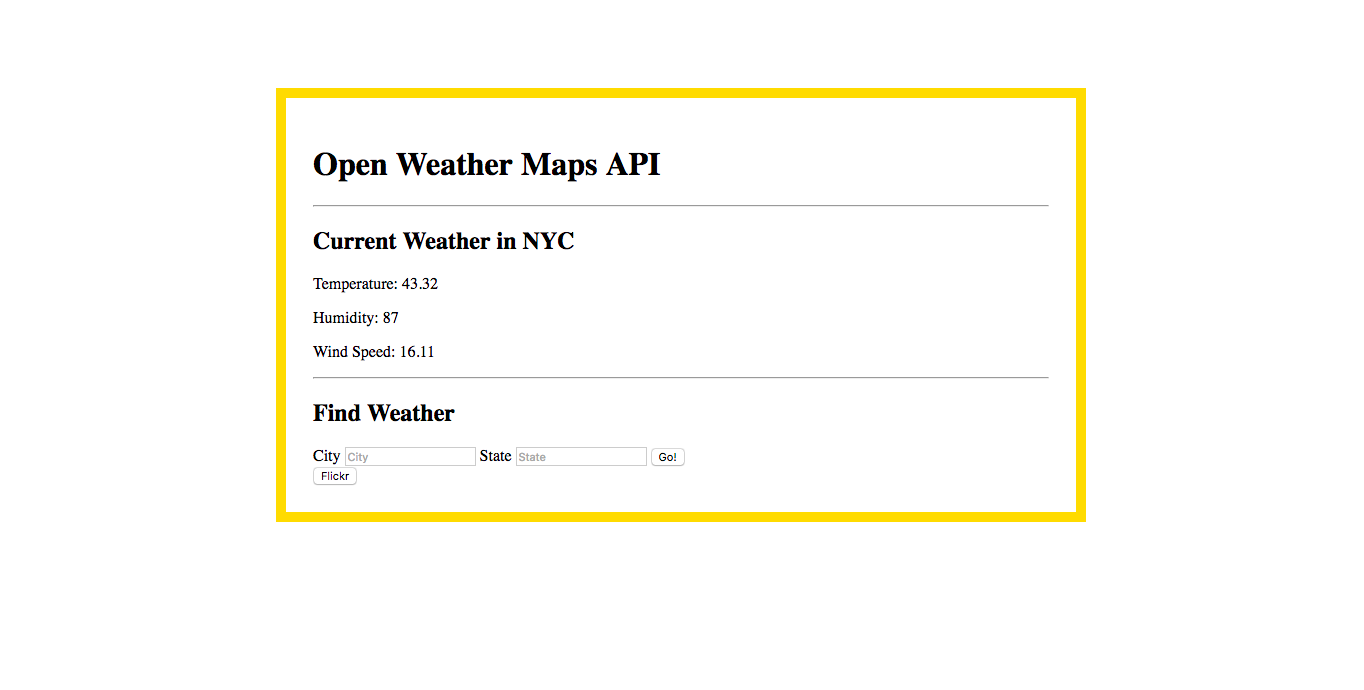 Open Weather Maps API
Current Weather in NYC
Temperature: 43.32
Humidity: 87
Wind Speed: 16.11
Find Weather
City City State State Go!
Flickr